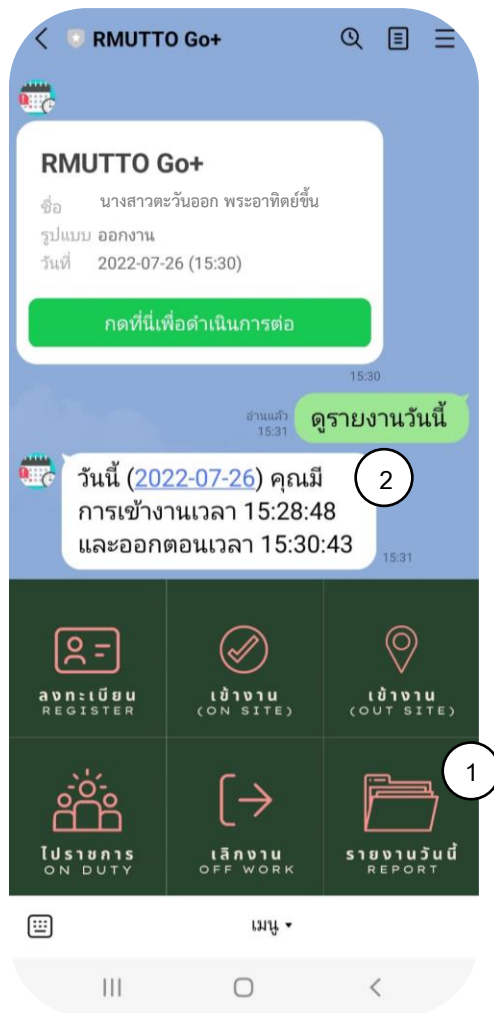 RMUTTO Go+
RMUTTO Go+
ชื่อ นางสาวตะวันออก พระอาทิตย์ขึ้น
รูปแบบ ออกงาน
วันที่ 2022-07-26 (15:30)
กดที่นี่เพื่อดำเนินการต่อ
15:30
อ่านแล้ว
15:31
ดูรายงานวันนี้
วันนี้ (2022-07-26) คุณมี
การเข้างานเวลา 15:28:48
และออกตอนเวลา 15:30:43
15:31
2
ลงทะเบียน
REGISTER
เข้างาน
(ON SITE)
เข้างาน
(OUT SITE)
1
ไปราชการ
ON DUTY
เลิกงาน
OFF WORK
รายงานวันนี้
REPORT
เมนู ▾